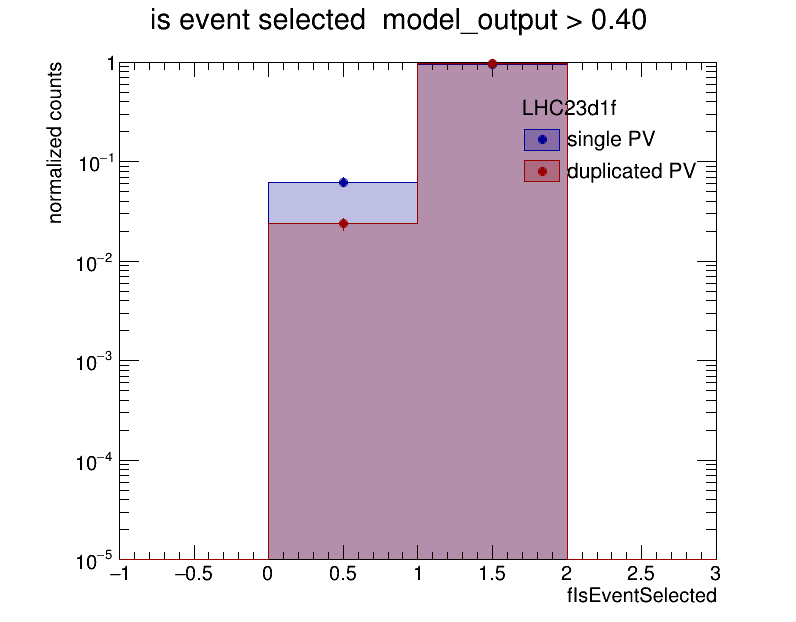 is event selected  model_output > 0.40
normalized counts
1
10⁻¹
10⁻²
10⁻³
10⁻⁴
10⁻⁵
LHC23d1f
single PV
duplicated PV
−1 −0.5 0 0.5 1 1.5 2 2.5 3
fIsEventSelected